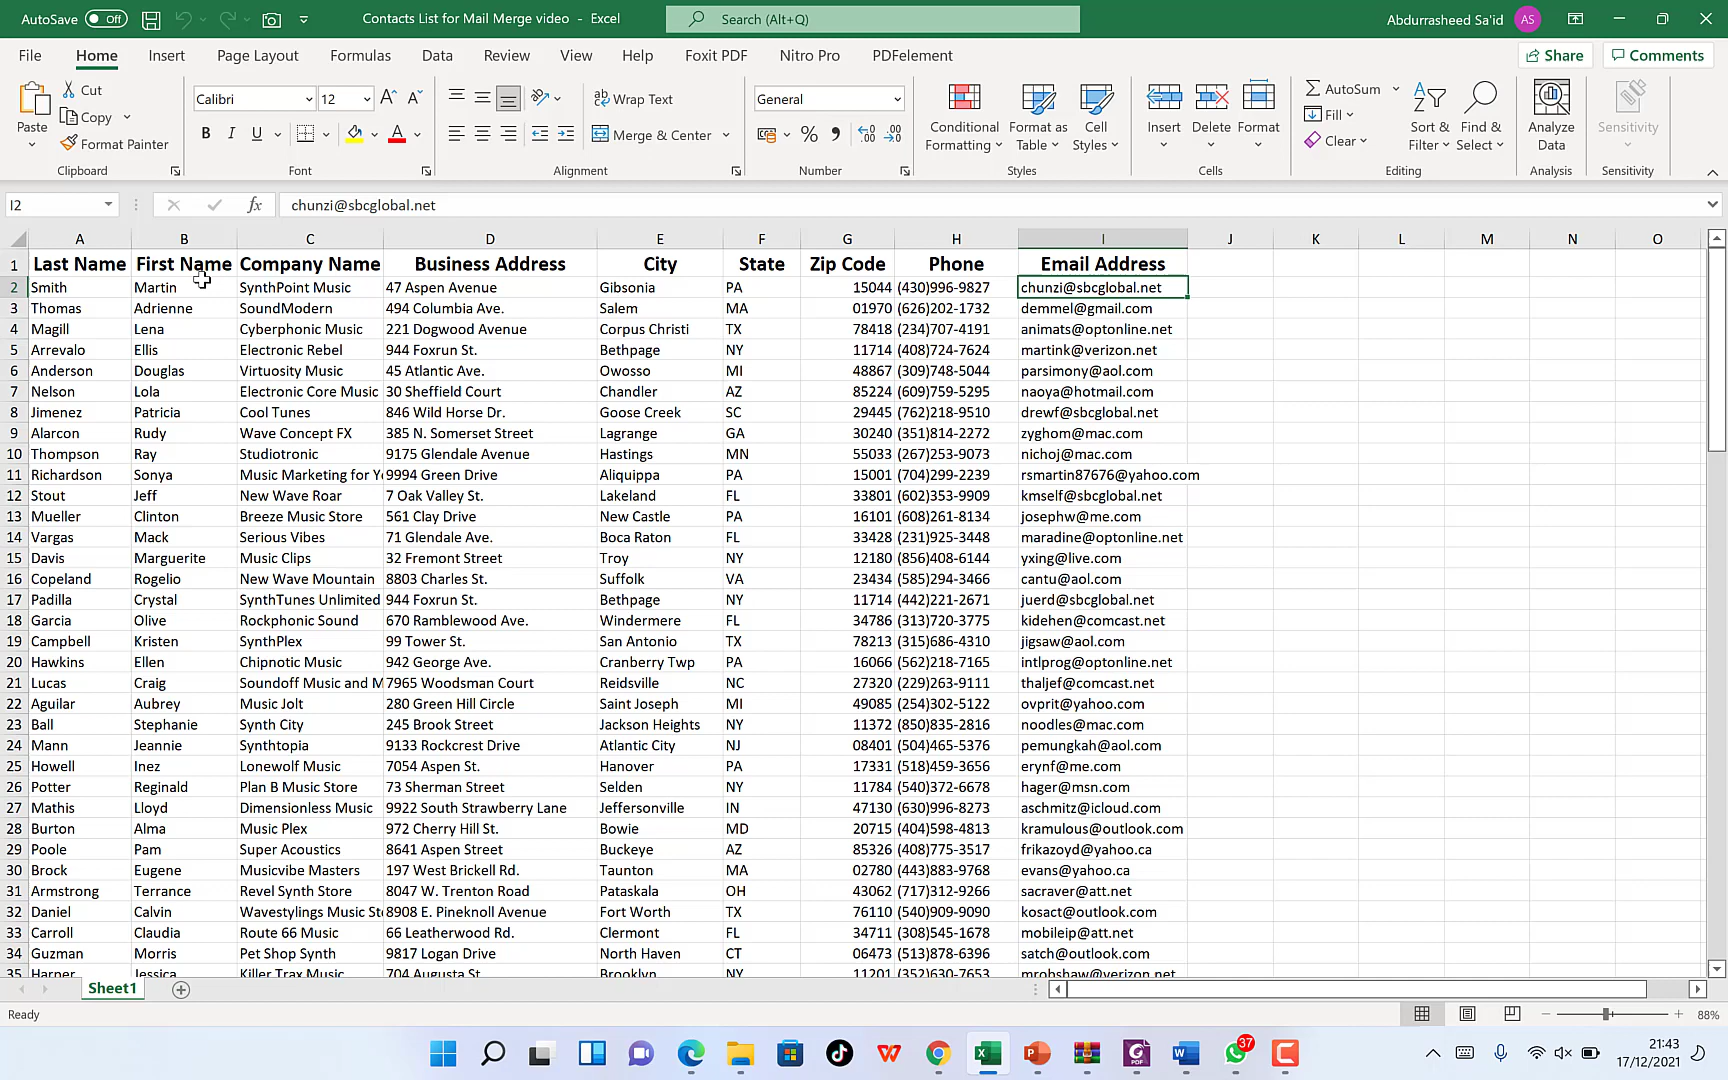 AutoSave Off Contacts List for Mail Merge video - Excel Search (Alt+Q) Abdurrasheed Sa'id AS
File Home Insert Page Layout Formulas Data Review View Help Foxit PDF Nitro Pro PDFelement Share Comments
Paste Cut Copy Format Painter
Calibri 12 B I U A
ab Wrap Text Merge & Center
General %
Conditional Formatting Format as Table Cell Styles
Insert Delete Format
AutoSum Fill Clear Sort & Filter Find & Select
Analyze Data Sensitivity
Clipboard Font Alignment Number Styles Cells Editing Analysis Sensitivity
I2 fx chunzi@sbcglobal.net
A B C D E F G H I J K L M N O
1 Last Name First Name Company Name Business Address City State Zip Code Phone Email Address
2 Smith Martin SynthPoint Music 47 Aspen Avenue Gibsonia PA 15044 (430)996-9827 chunzi@sbcglobal.net
3 Thomas Adrienne SoundModern 494 Columbia Ave. Salem MA 01970 (626)202-1732 demmel@gmail.com
4 Magill Lena Cyberphonic Music 221 Dogwood Avenue Corpus Christi TX 78418 (234)707-4191 animats@optonline.net
5 Arrevalo Ellis Electronic Rebel 944 Foxrun St. Bethpage NY 11714 (408)724-7624 martink@verizon.net
6 Anderson Douglas Virtuosity Music 45 Atlantic Ave. Owosso MI 48867 (309)748-5044 parsimony@aol.com
7 Nelson Lola Electronic Core Music 30 Sheffield Court Chandler AZ 85224 (609)759-5295 naoya@hotmail.com
8 Jimenez Patricia Cool Tunes 846 Wild Horse Dr. Goose Creek SC 29445 (762)218-9510 drewf@sbcglobal.net
9 Alarcon Rudy Wave Concept FX 385 N. Somerset Street Lagrange GA 30240 (351)814-2272 zyghom@mac.com
10 Thompson Ray Studiotronic 9175 Glendale Avenue Hastings MN 55033 (267)253-9073 nichoj@mac.com
11 Richardson Sonya Music Marketing for Y 9994 Green Drive Aliquippa PA 15001 (704)299-2239 rsmartin87676@yahoo.com
12 Stout Jeff New Wave Roar 7 Oak Valley St. Lakeland FL 33801 (602)353-9909 kmself@sbcglobal.net
13 Mueller Clinton Breeze Music Store 561 Clay Drive New Castle PA 16101 (608)261-8134 josephw@me.com
14 Vargas Mack Serious Vibes 71 Glendale Ave. Boca Raton FL 33428 (231)925-3448 maradine@optonline.net
15 Davis Marguerite Music Clips 32 Fremont Street Troy NY 12180 (856)408-6144 yxing@live.com
16 Copeland Rogelio New Wave Mountain 8803 Charles St. Suffolk VA 23434 (585)294-3466 cantu@aol.com
17 Padilla Crystal SynthTunes Unlimited 944 Foxrun St. Bethpage NY 11714 (442)221-2671 juerd@sbcglobal.net
18 Garcia Olive Rockphonic Sound 670 Ramblewood Ave. Windermere FL 34786 (313)720-3775 kidehen@comcast.net
19 Campbell Kristen SynthPlex 99 Tower St. San Antonio TX 78213 (315)686-4310 jigsaw@aol.com
20 Hawkins Ellen Chipnotic Music 942 George Ave. Cranberry Twp PA 16066 (562)218-7165 intlprog@optonline.net
21 Lucas Craig Soundoff Music and M 7965 Woodsman Court Reidsville NC 27320 (229)263-9111 thaljef@comcast.net
22 Aguilar Aubrey Music Jolt 280 Green Hill Circle Saint Joseph MI 49085 (254)302-5122 ovprit@yahoo.com
23 Ball Stephanie Synth City 245 Brook Street Jackson Heights NY 11372 (850)835-2816 noodles@mac.com
24 Mann Jeannie Synthtopia 9133 Rockcrest Drive Atlantic City NJ 08401 (504)465-5376 pemungkah@aol.com
25 Howell Inez Lonewolf Music 7054 Aspen St. Hanover PA 17331 (518)459-3656 erynf@me.com
26 Potter Reginald Plan B Music Store 73 Sherman Street Selden NY 11784 (540)372-6678 hager@msn.com
27 Mathis Lloyd Dimensionless Music 9922 South Strawberry Lane Jeffersonville IN 47130 (630)996-8273 aschmitz@icloud.com
28 Burton Alma Music Plex 972 Cherry Hill St. Bowie MD 20715 (404)598-4813 kramulous@outlook.com
29 Poole Pam Super Acoustics 8641 Aspen Street Buckeye AZ 85326 (408)775-3517 frikazoyd@yahoo.ca
30 Brock Eugene Musicvibe Masters 197 West Brickell Rd. Taunton MA 02780 (443)883-9768 evans@yahoo.ca
31 Armstrong Terrance Revel Synth Store 8047 W. Trenton Road Pataskala OH 43062 (717)312-9266 sacraver@att.net
32 Daniel Calvin Wavestylings Music St 8908 E. Pineknoll Avenue Fort Worth TX 76110 (540)909-9090 kosact@outlook.com
33 Carroll Claudia Route 66 Music 66 Leatherwood Rd. Clermont FL 34711 (308)545-1678 mobileip@att.net
34 Guzman Morris Pet Shop Synth 9817 Logan Drive North Haven CT 06473 (513)878-6396 satch@outlook.com
35 Harper Jessica Killer Trax Music 704 Augusta St. Brooklyn NY 11201 (352)630-7653 mrobshaw@verizon.net
Sheet1
Ready 88%
37 21:43
17/12/2021